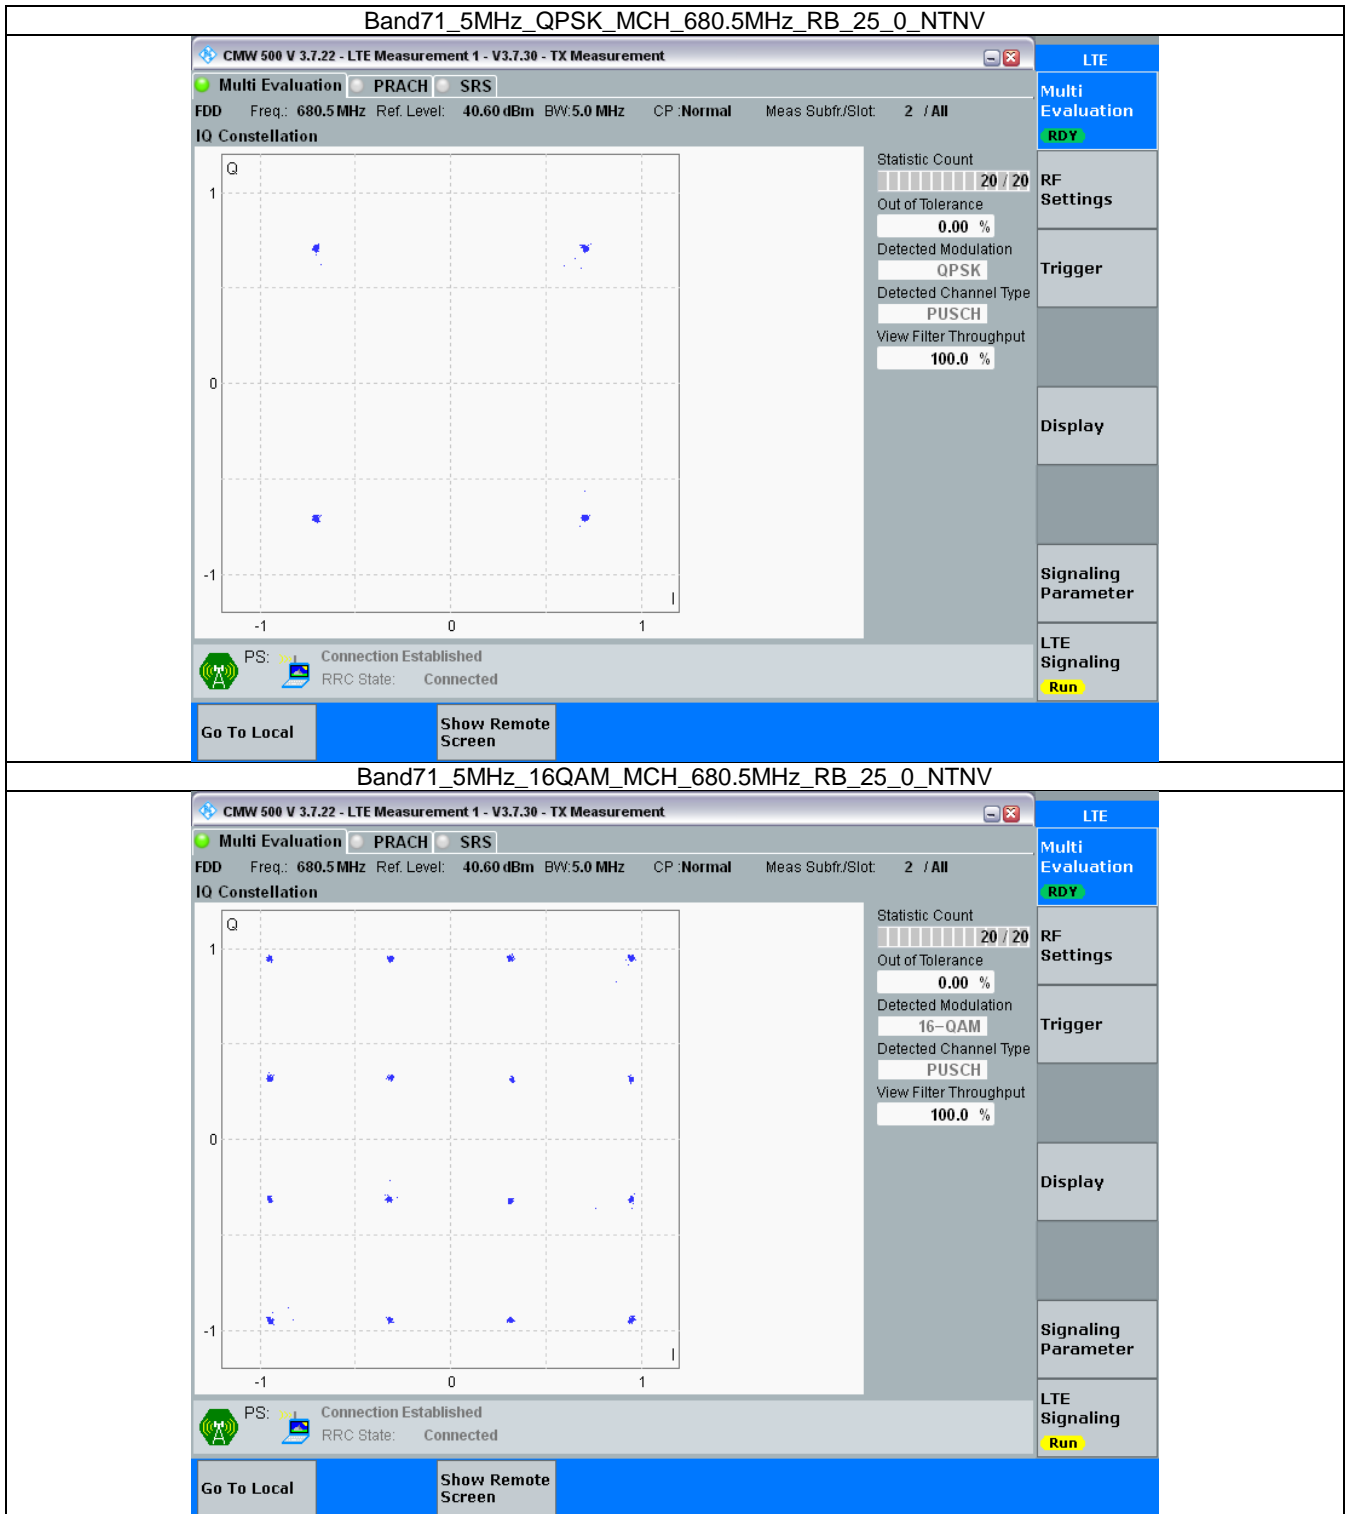 Band71_5MHz_QPSK_MCH_680.5MHz_RB_25_0_NTNV
CMW 500 V 3.7.22 - LTE Measurement 1 - V3.7.30 - TX Measurement
LTE
Multi Evaluation PRACH SRS
Multi
Evaluation
RDY
FDD Freq.: 680.5 MHz Ref. Level: 40.60 dBm BW: 5.0 MHz CP : Normal Meas Subfr./Slot: 2 / All
IQ Constellation
Q
1
0
-1
I
-1 0 1
Statistic Count
20 / 20
Out of Tolerance
0.00 %
Detected Modulation
QPSK
Detected Channel Type
PUSCH
View Filter Throughput
100.0 %
RF
Settings
Trigger
Display
Signaling
Parameter
LTE
Signaling
Run
PS: Connection Established
RRC State: Connected
Go To Local
Show Remote
Screen
Band71_5MHz_16QAM_MCH_680.5MHz_RB_25_0_NTNV
CMW 500 V 3.7.22 - LTE Measurement 1 - V3.7.30 - TX Measurement
LTE
Multi Evaluation PRACH SRS
Multi
Evaluation
RDY
FDD Freq.: 680.5 MHz Ref. Level: 40.60 dBm BW: 5.0 MHz CP : Normal Meas Subfr./Slot: 2 / All
IQ Constellation
Q
1
0
-1
I
-1 0 1
Statistic Count
20 / 20
Out of Tolerance
0.00 %
Detected Modulation
16-QAM
Detected Channel Type
PUSCH
View Filter Throughput
100.0 %
RF
Settings
Trigger
Display
Signaling
Parameter
LTE
Signaling
Run
PS: Connection Established
RRC State: Connected
Go To Local
Show Remote
Screen